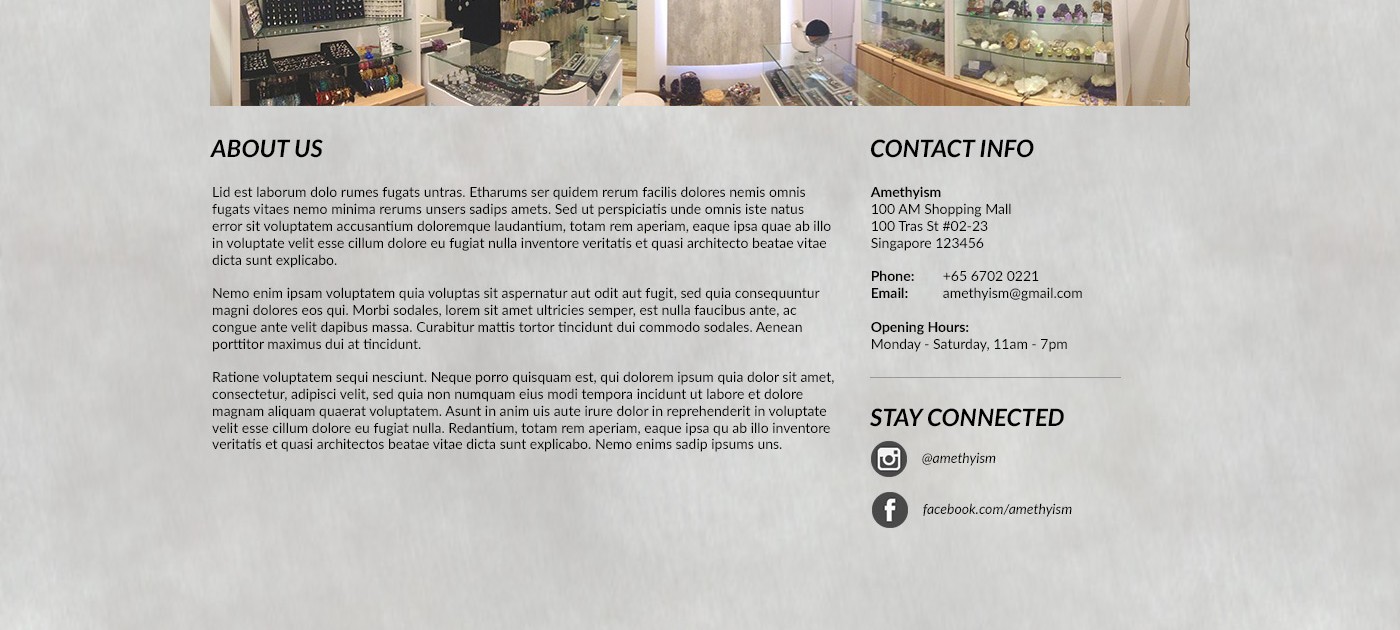 ABOUT US
Lid est laborum dolo rumes fugats untras. Etharums ser quidem rerum facilis dolores nemis omnis
fugats vitaes nemo minima rerums unsers sadips amets. Sed ut perspiciatis unde omnis iste natus
error sit voluptatem accusantium doloremque laudantium, totam rem aperiam, eaque ipsa quae ab illo
in voluptate velit esse cillum dolore eu fugiat nulla inventore veritatis et quasi architecto beatae vitae
dicta sunt explicabo.
Nemo enim ipsam voluptatem quia voluptas sit aspernatur aut odit aut fugit, sed quia consequuntur
magni dolores eos qui. Morbi sodales, lorem sit amet ultricies semper, est nulla faucibus ante, ac
congue ante velit dapibus massa. Curabitur mattis tortor tincidunt dui commodo sodales. Aenean
porttitor maximus dui at tincidunt.
Ratione voluptatem sequi nesciunt. Neque porro quisquam est, qui dolorem ipsum quia dolor sit amet,
consectetur, adipisci velit, sed quia non numquam eius modi tempora incidunt ut labore et dolore
magnam aliquam quaerat voluptatem. Asunt in anim uis aute irure dolor in reprehenderit in voluptate
velit esse cillum dolore eu fugiat nulla. Redantium, totam rem aperiam, eaque ipsa qu ab illo inventore
veritatis et quasi architectos beatae vitae dicta sunt explicabo. Nemo enims sadip ipsums uns.
CONTACT INFO
Amethyism
100 AM Shopping Mall
100 Tras St #02-23
Singapore 123456
Phone: +65 6702 0221
Email: amethyism@gmail.com
Opening Hours:
Monday - Saturday, 11am - 7pm
STAY CONNECTED
@amethyism
facebook.com/amethyism